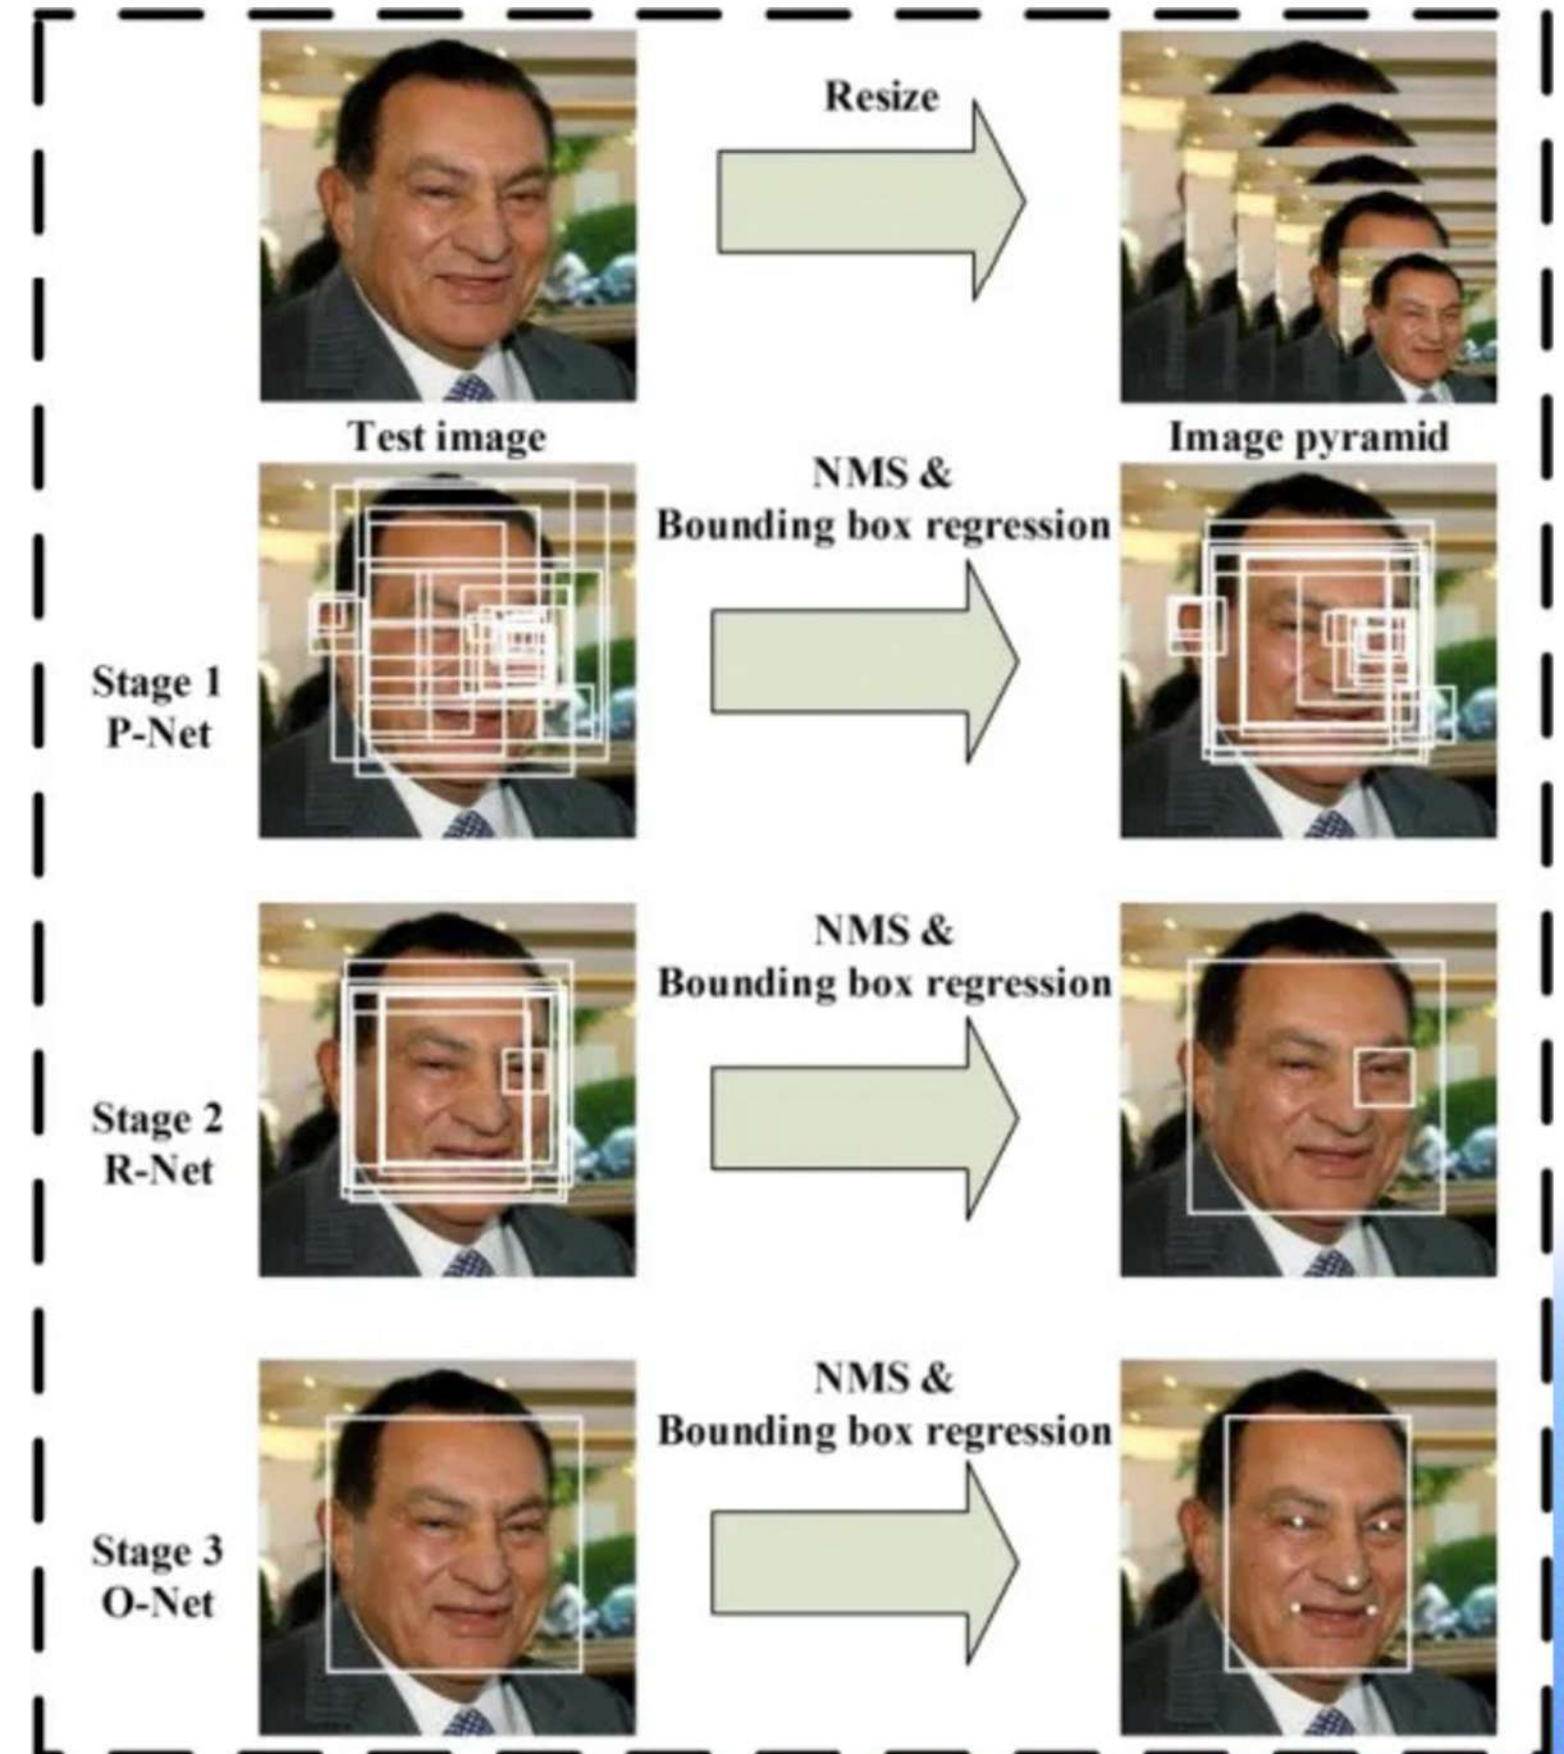 Resize
Test image
Image pyramid
NMS &
Bounding box regression
Stage 1
P-Net
NMS &
Bounding box regression
Stage 2
R-Net
NMS &
Bounding box regression
Stage 3
O-Net